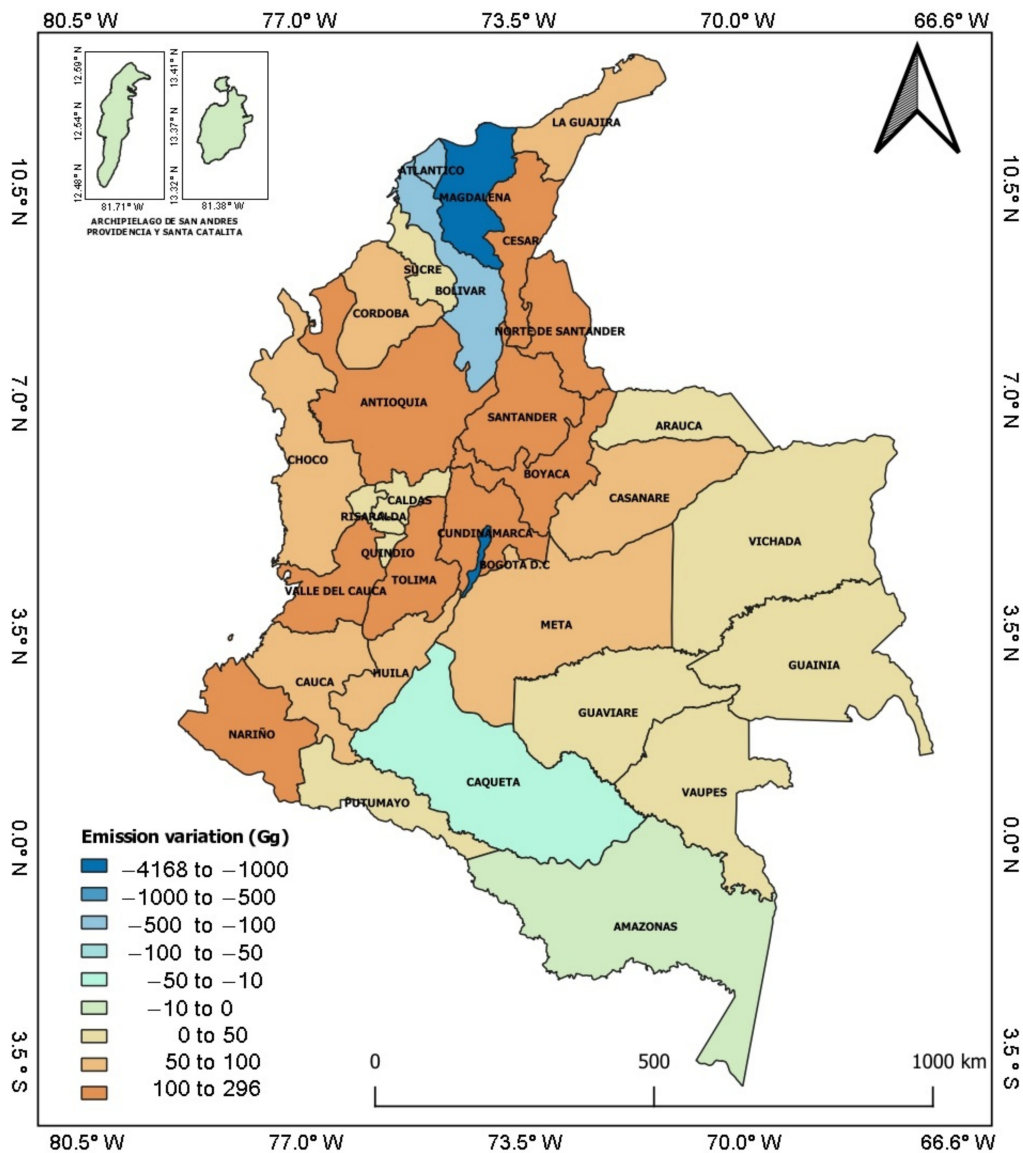 80.5° W 77.0° W 73.5° W 70.0° W 66.6° W
12.59° N
12.54° N
12.48° N
13.41° N
13.37° N
13.32° N
81.71° W 81.38° W
ARCHIPIELAGO DE SAN ANDRES
PROVIDENCIA Y SANTA CATALITA
10.5° N
7.0° N
3.5° N
0.0° N
3.5° S
10.5° N
7.0° N
3.5° N
0.0° N
3.5° S
LA GUAJIRA
ATLANTICO
MAGDALENA
CESAR
SUCRE
BOLIVAR
CORDOBA
NORTE DE SANTANDER
ANTIOQUIA
SANTANDER
ARAUCA
CHOCO
BOYACA
CASANARE
CALDAS
RISARALDA
CUNDINAMARCA
VICHADA
QUINDIO
BOGOTA D.C
TOLIMA
VALLE DEL CAUCA
META
GUAINIA
HUILA
CAUCA
GUAVIARE
NARIÑO
CAQUETA
VAUPES
PUTUMAYO
AMAZONAS
Emission variation (Gg)
−4168 to −1000
−1000 to −500
−500 to −100
−100 to −50
−50 to −10
−10 to 0
0 to 50
50 to 100
100 to 296
0 500 1000 km
80.5° W 77.0° W 73.5° W 70.0° W 66.6° W